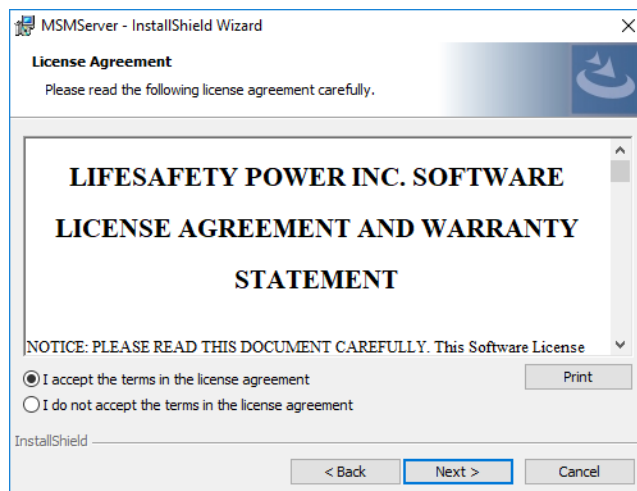 MSMServer - InstallShield Wizard
License Agreement
Please read the following license agreement carefully.
LIFESAFETY POWER INC. SOFTWARE
LICENSE AGREEMENT AND WARRANTY
STATEMENT
NOTICE: PLEASE READ THIS DOCUMENT CAREFULLY. This Software License
I accept the terms in the license agreement
Print
I do not accept the terms in the license agreement
InstallShield
< Back
Next >
Cancel